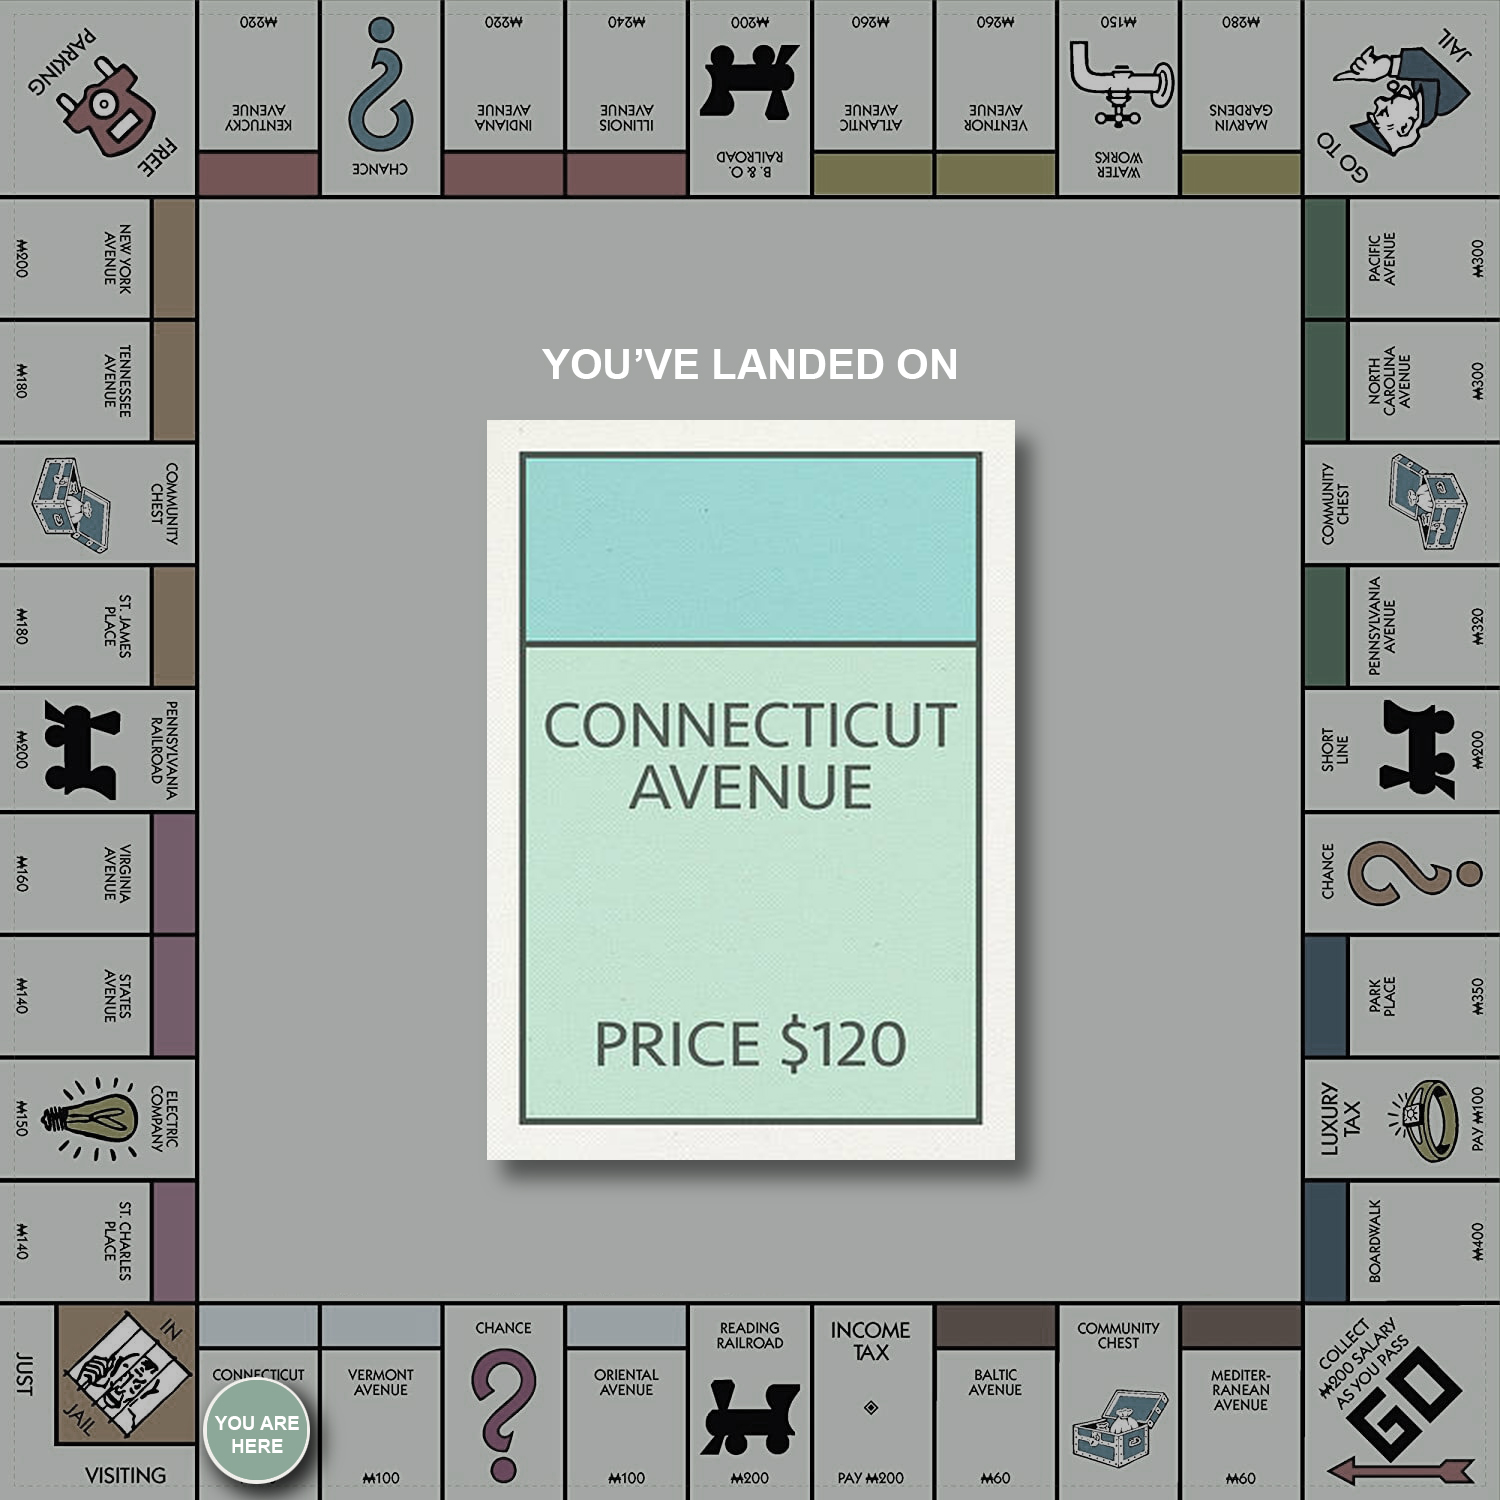 ₩220
KENTUCKY
AVENUE
CHANCE
₩220
INDIANA
AVENUE
₩240
ILLINOIS
AVENUE
₩200
B. & O.
RAILROAD
₩260
ATLANTIC
AVENUE
₩260
VENTNOR
AVENUE
₩150
WATER
WORKS
₩280
MARVIN
GARDENS
FREE
PARKING
GO TO
JAIL
NEW YORK
AVENUE
₩200
TENNESSEE
AVENUE
₩180
COMMUNITY
CHEST
ST. JAMES
PLACE
₩180
PENNSYLVANIA
RAILROAD
₩200
VIRGINIA
AVENUE
₩160
STATES
AVENUE
₩140
ELECTRIC
COMPANY
₩150
ST. CHARLES
PLACE
₩140
YOU’VE LANDED ON
CONNECTICUT
AVENUE
PRICE $120
PACIFIC
AVENUE
₩300
NORTH
CAROLINA
AVENUE
₩300
COMMUNITY
CHEST
PENNSYLVANIA
AVENUE
₩320
SHORT
LINE
₩200
CHANCE
PARK
PLACE
₩350
LUXURY
TAX
PAY ₩100
BOARDWALK
₩400
JUST
VISITING
IN
JAIL
CONNECTICUT
YOU ARE
HERE
VERMONT
AVENUE
₩100
CHANCE
ORIENTAL
AVENUE
₩100
READING
RAILROAD
₩200
INCOME
TAX
PAY ₩200
BALTIC
AVENUE
₩60
COMMUNITY
CHEST
MEDITER-
RANEAN
AVENUE
₩60
COLLECT
₩200 SALARY
AS YOU PASS
GO